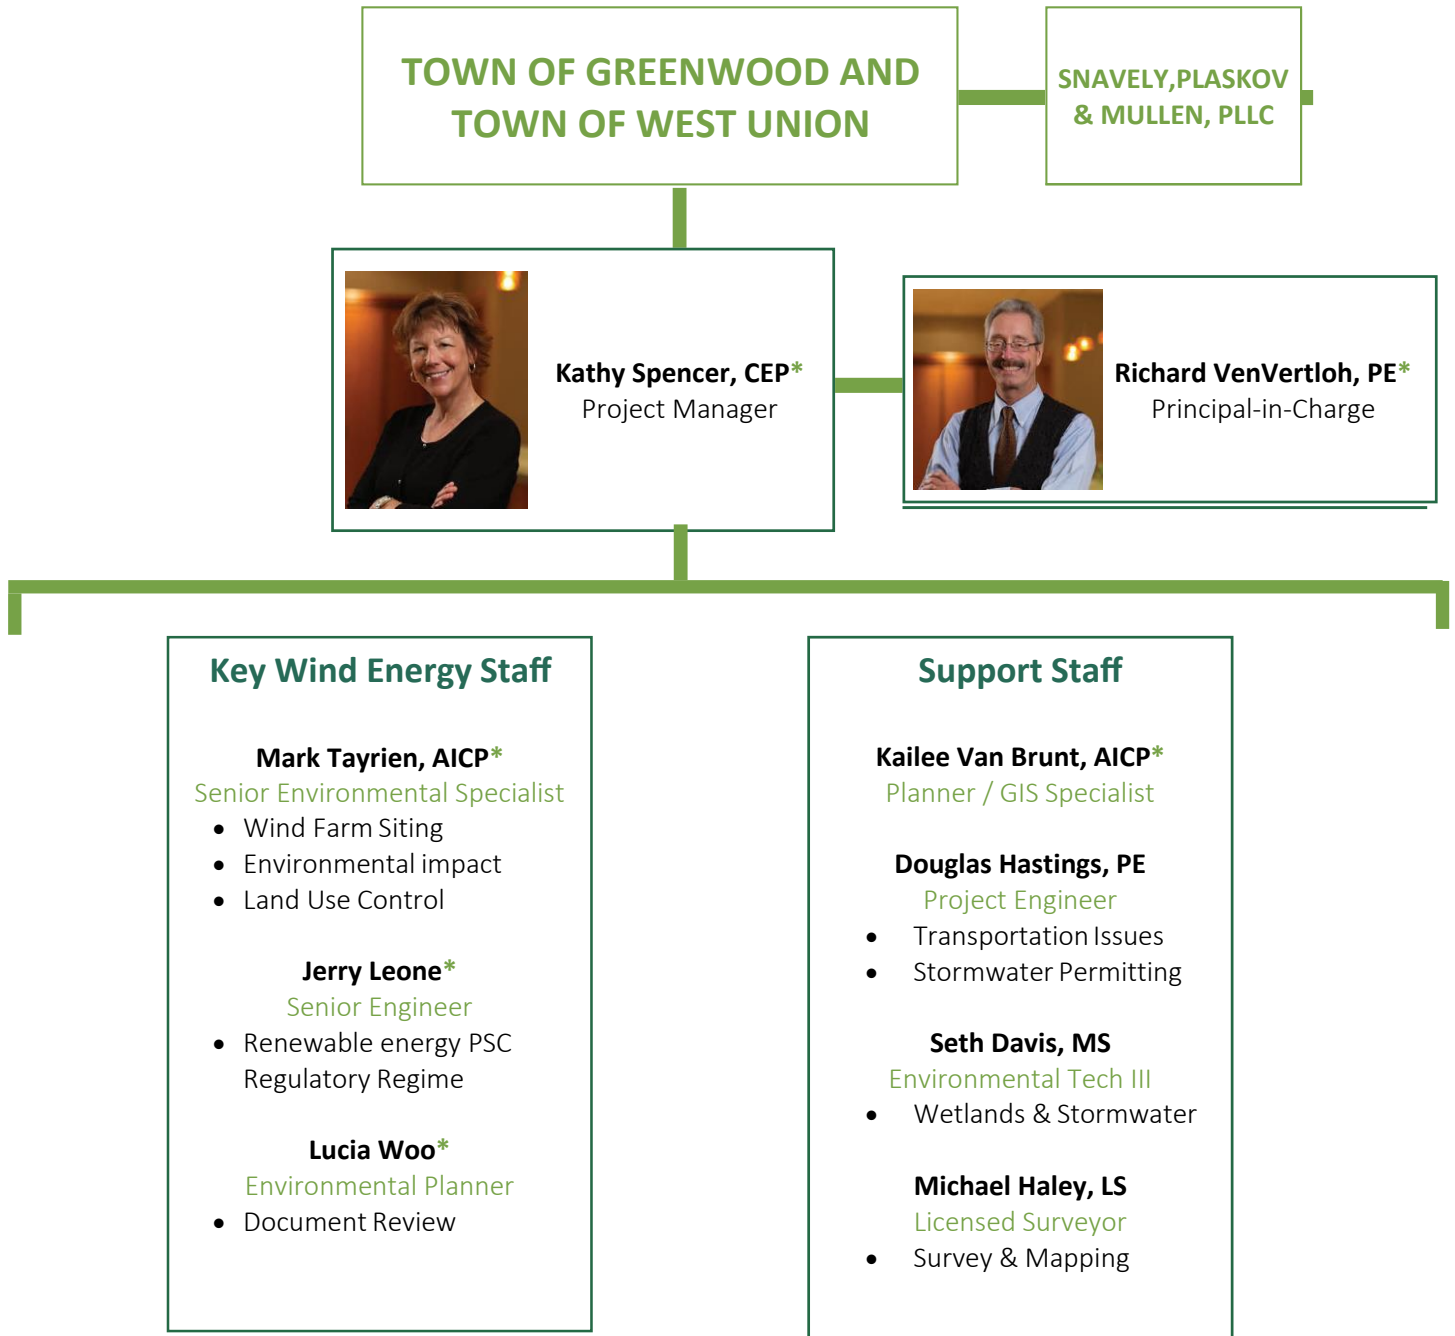 TOWN OF GREENWOOD AND
TOWN OF WEST UNION
SNAVELY,PLASKOV
& MULLEN, PLLC
Kathy Spencer, CEP*
Project Manager
Richard VenVertloh, PE*
Principal-in-Charge
Key Wind Energy Staff
Mark Tayrien, AICP*
Senior Environmental Specialist
• Wind Farm Siting
• Environmental impact
• Land Use Control
Jerry Leone*
Senior Engineer
• Renewable energy PSC
Regulatory Regime
Lucia Woo*
Environmental Planner
• Document Review
Support Staff
Kailee Van Brunt, AICP*
Planner / GIS Specialist
Douglas Hastings, PE
Project Engineer
• Transportation Issues
• Stormwater Permitting
Seth Davis, MS
Environmental Tech III
• Wetlands & Stormwater
Michael Haley, LS
Licensed Surveyor
• Survey & Mapping